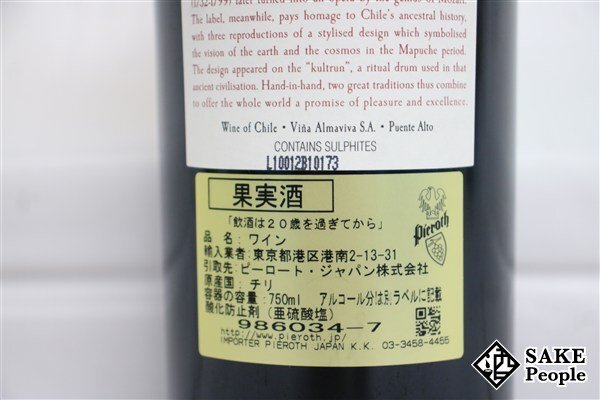 (1732-1799) later turned into an opera by the genius of Mozart.
The label, meanwhile, pays homage to Chile's ancestral history,
with three reproductions of a stylised design which symbolised
the vision of the earth and the cosmos in the Mapuche period.
The design appeared on the "kultrun", a ritual drum used in that
ancient civilisation. Hand-in-hand, two great traditions thus combine
to offer the whole world a promise of pleasure and excellence.
Wine of Chile • Viña Almaviva S.A. • Puente Alto
CONTAINS SULPHITES
L10012B10173
果実酒
「飲酒は20歳を過ぎてから」
Pieroth
品名:ワイン
輸入業者:東京都港区港南2-13-31
引取先:ピーロート・ジャパン株式会社
原産国:チリ
容器の容量:750ml アルコール分は別ラベルに記載
酸化防止剤(亜硫酸塩)
986034-7
http://www.pieroth.jp/
IMPORTER PIEROTH JAPAN K.K. 03-3458-4455
SAKE
People